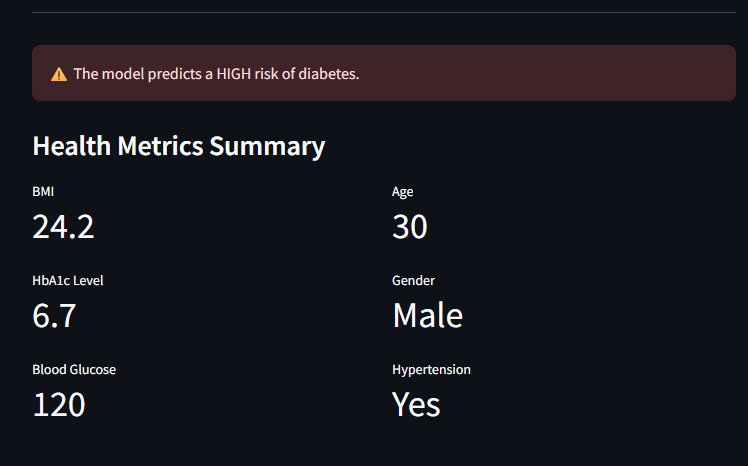 ⚠️ The model predicts a HIGH risk of diabetes.
Health Metrics Summary
BMI
24.2
Age
30
HbA1c Level
6.7
Gender
Male
Blood Glucose
120
Hypertension
Yes